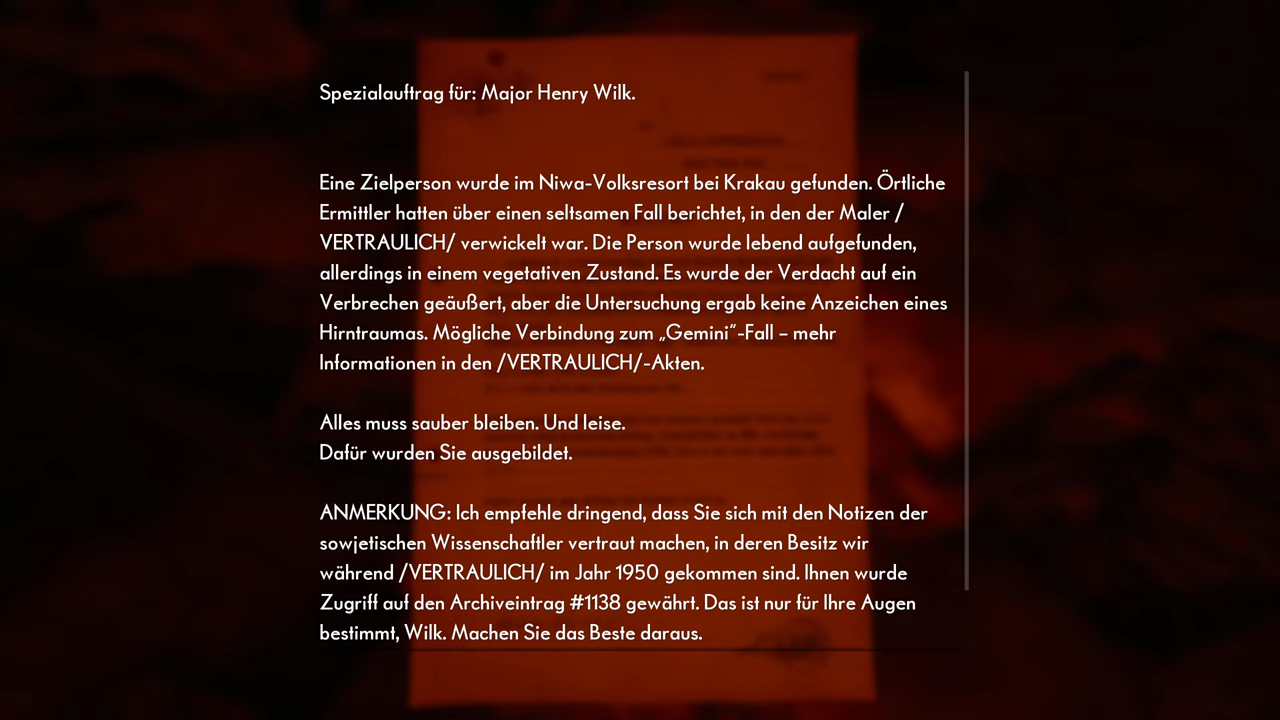 Spezialauftrag für: Major Henry Wilk.
Eine Zielperson wurde im Niwa-Volksresort bei Krakau gefunden. Örtliche
Ermittler hatten über einen seltsamen Fall berichtet, in den der Maler /
VERTRAULICH/ verwickelt war. Die Person wurde lebend aufgefunden,
allerdings in einem vegetativen Zustand. Es wurde der Verdacht auf ein
Verbrechen geäußert, aber die Untersuchung ergab keine Anzeichen eines
Hirntraumas. Mögliche Verbindung zum „Gemini“-Fall – mehr
Informationen in den /VERTRAULICH/-Akten.
Alles muss sauber bleiben. Und leise.
Dafür wurden Sie ausgebildet.
ANMERKUNG: Ich empfehle dringend, dass Sie sich mit den Notizen der
sowjetischen Wissenschaftler vertraut machen, in deren Besitz wir
während /VERTRAULICH/ im Jahr 1950 gekommen sind. Ihnen wurde
Zugriff auf den Archiveintrag #1138 gewährt. Das ist nur für Ihre Augen
bestimmt, Wilk. Machen Sie das Beste daraus.